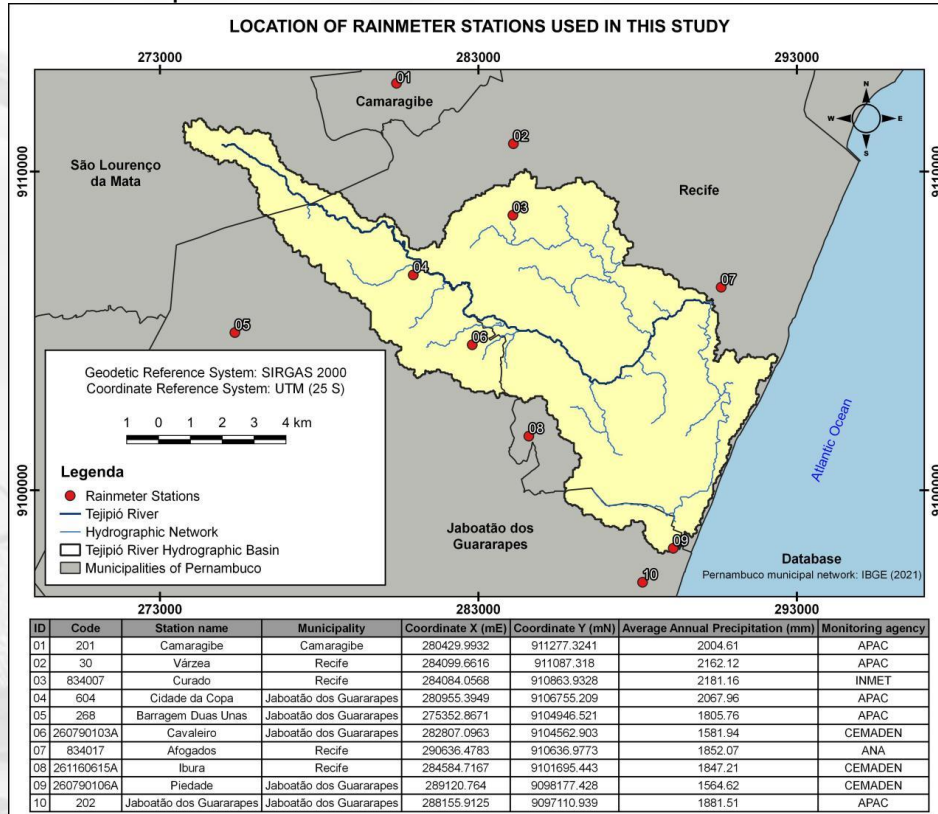 LOCATION OF RAINMETER STATIONS USED IN THIS STUDY
273000 283000 293000
01
Camaragibe
N
W E
S
02
9110000 9110000
São Lourenço
da Mata
Recife
03
04
07
05
06
Geodetic Reference System: SIRGAS 2000
Coordinate Reference System: UTM (25 S)
1 0 1 2 3 4 km
08
Atlantic Ocean
Legenda
Rainmeter Stations
Tejipió River
Hydrographic Network
Tejipió River Hydrographic Basin
Municipalities of Pernambuco
9100000 9100000
Jaboatão dos
Guararapes
09
10
Database
Pernambuco municipal network: IBGE (2021)
273000 283000 293000
ID Code Station name Municipality Coordinate X (mE) Coordinate Y (mN) Average Annual Precipitation (mm) Monitoring agency
01 201 Camaragibe Camaragibe 280429.9932 911277.3241 2004.61 APAC
02 30 Várzea Recife 284099.6616 911087.318 2162.12 APAC
03 834007 Curado Recife 284084.0568 910863.9328 2181.16 INMET
04 604 Cidade da Copa Jaboatão dos Guararapes 280955.3949 9106755.209 2067.96 APAC
05 268 Barragem Duas Unas Jaboatão dos Guararapes 275352.8671 9104946.521 1805.76 APAC
06 260790103A Cavaleiro Jaboatão dos Guararapes 282807.0963 9104562.903 1581.94 CEMADEN
07 834017 Afogados Recife 290636.4783 910636.9773 1852.07 ANA
08 261160615A Ibura Recife 284584.7167 9101695.443 1847.21 CEMADEN
09 260790106A Piedade Jaboatão dos Guararapes 289120.764 9098177.428 1564.62 CEMADEN
10 202 Jaboatão dos Guararapes Jaboatão dos Guararapes 288155.9125 9097110.939 1881.51 APAC